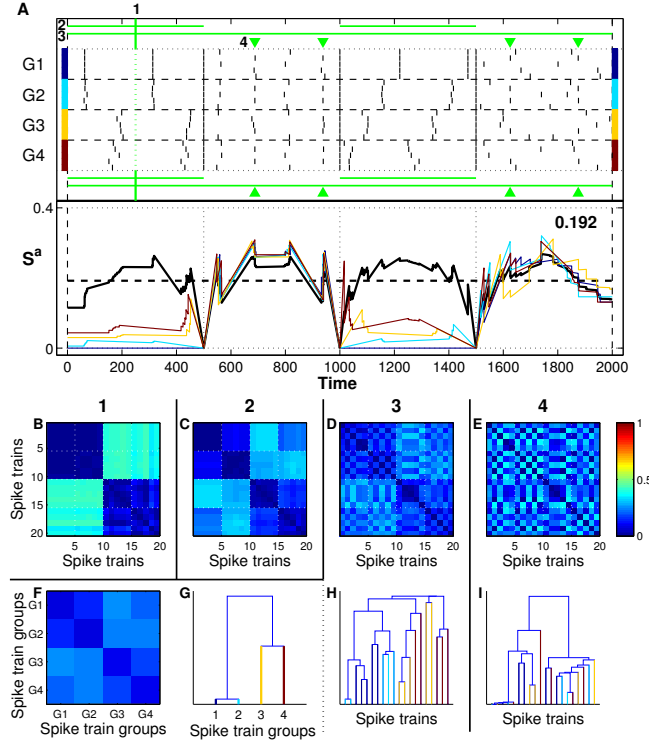 A
1
2
3
4
G1
G2
G3
G4
0.4
0.192
S a
0
0 200 400 600 800 1000 1200 1400 1600 1800 2000
Time
1 2 3 4
B C D E
Spike trains
5
10
15
20
5 10 15 20
5 10 15 20
5 10 15 20
5 10 15 20
Spike trains
Spike trains
Spike trains
Spike trains
1
0.5
0
F G H I
Spike train groups
G1
G2
G3
G4
G1 G2 G3 G4
1 2 3 4
Spike train groups
Spike train groups
Spike trains
Spike trains